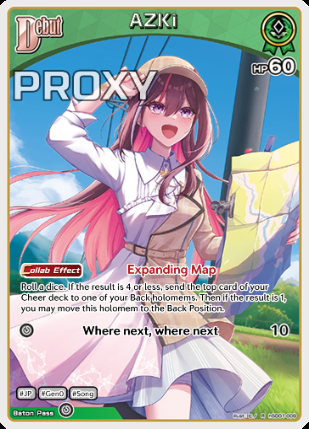 Debut
AZKi
HP 60
PROXY
Collab Effect
Expanding Map
Roll a dice. If the result is 4 or less, send the top card of your
Cheer deck to one of your Back holomems. Then if the result is 1,
you may move this holomem to the Back Position.
Where next, where next 10
#JP #Gen0 #Song
Baton Pass